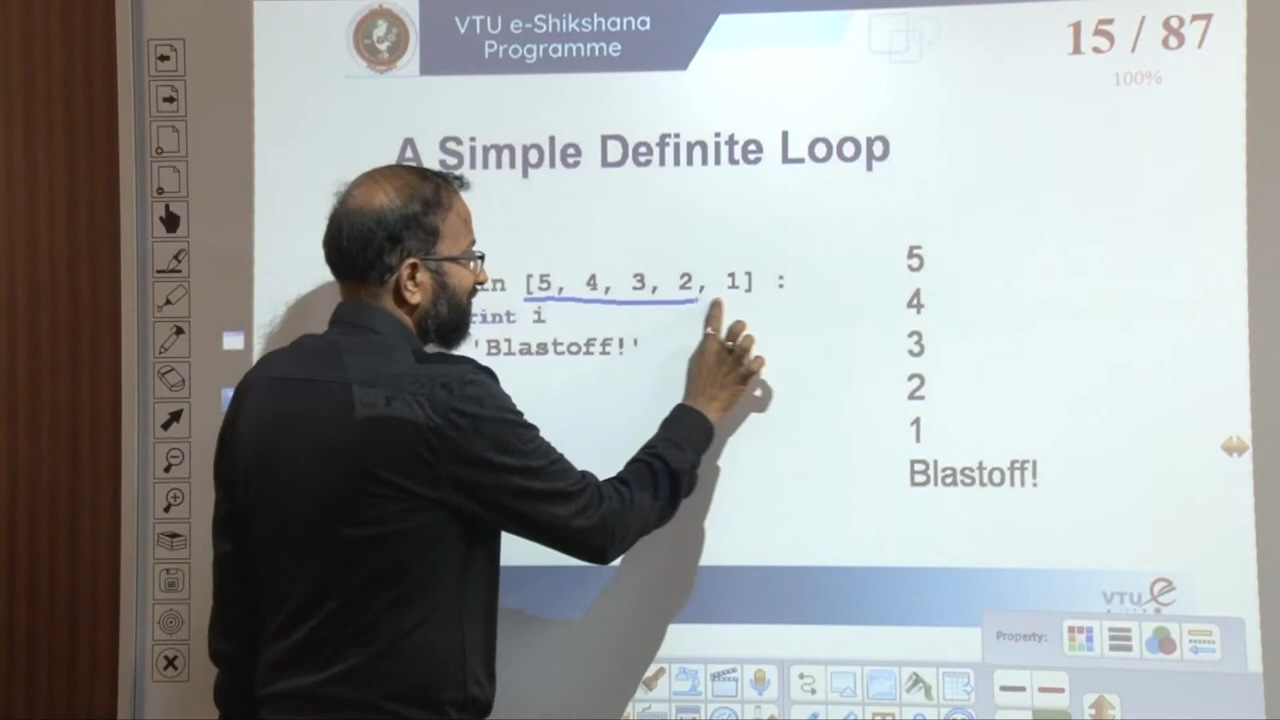 VTU e-Shikshana
Programme
15 / 87
100%
A Simple Definite Loop
in [5, 4, 3, 2, 1] :
print i
'Blastoff!'
5
4
3
2
1
Blastoff!
VTU e
Property: